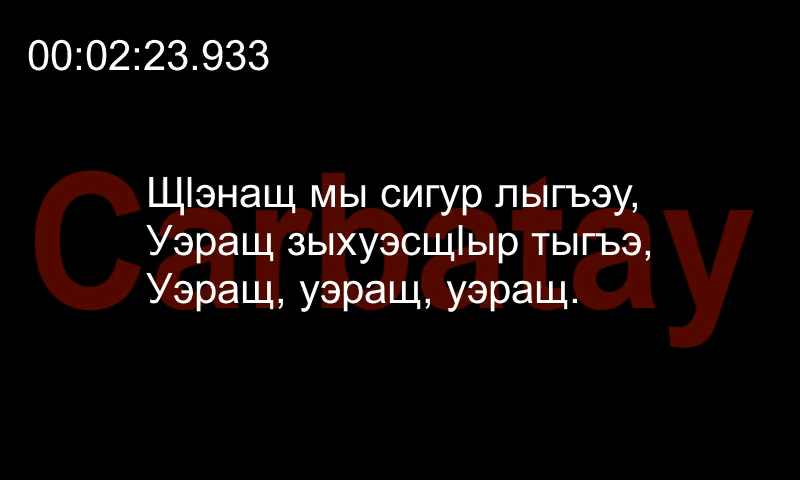 00:02:23.933
Carbatay
ЩӀэнащ мы сигур лыгъэу,
Уэращ зыхуэсщӀыр тыгъэ,
Уэращ, уэращ, уэращ.